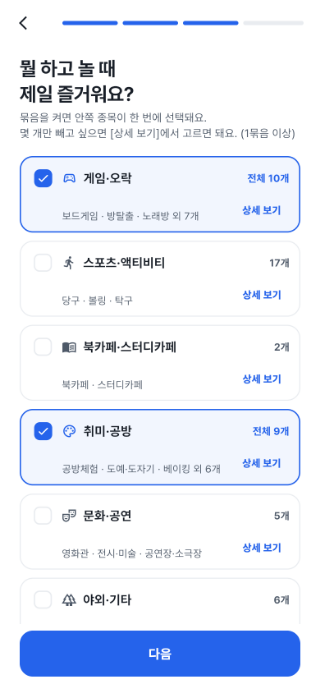 뭘 하고 놀 때
제일 즐거워요?
묶음을 켜면 안쪽 종목이 한 번에 선택돼요.
몇 개만 빼고 싶으면 [상세 보기]에서 고르면 돼요. (1묶음 이상)
게임·오락 전체 10개
보드게임 · 방탈출 · 노래방 외 7개 상세 보기
스포츠·액티비티 17개
당구 · 볼링 · 탁구 상세 보기
북카페·스터디카페 2개
북카페 · 스터디카페 상세 보기
취미·공방 전체 9개
공방체험 · 도예·도자기 · 베이킹 외 6개 상세 보기
문화·공연 5개
영화관 · 전시·미술 · 공연장·소극장 상세 보기
야외·기타 6개
다음